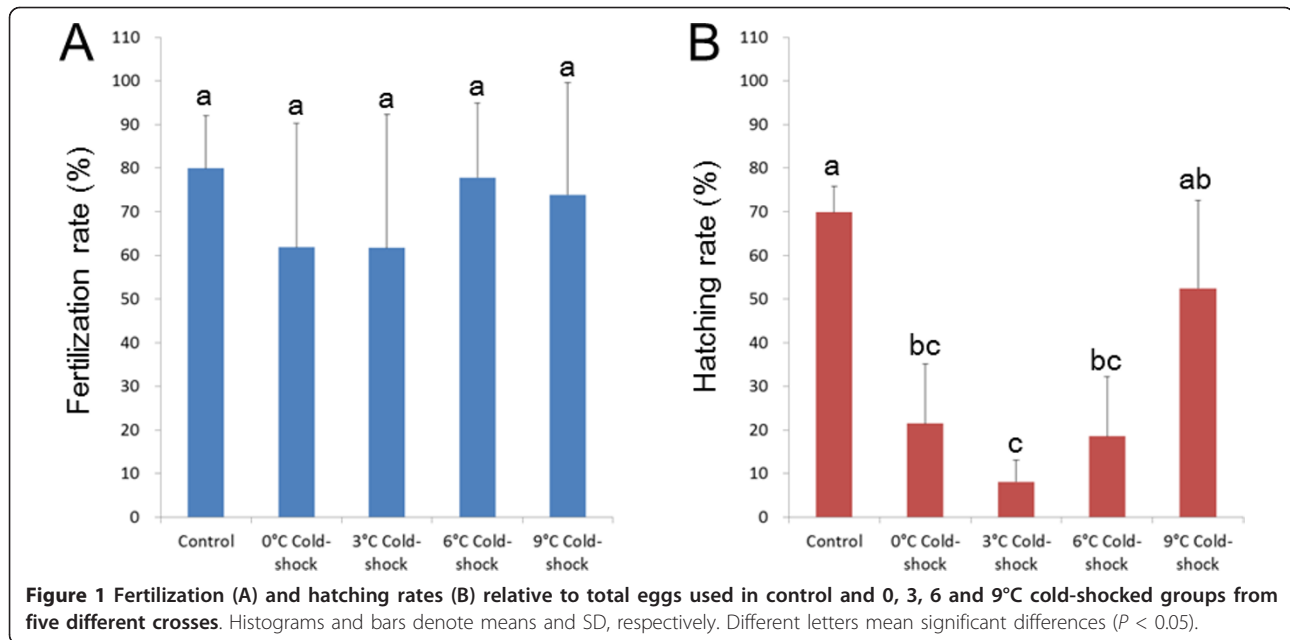 A
Fertilization rate (%)
110
100
90
80
70
60
50
40
30
20
10
0
a
a
a
a
a
Control
0°C Cold-
shock
3°C Cold-
shock
6°C Cold-
shock
9°C Cold-
shock
B
Hatching rate (%)
110
100
90
80
70
60
50
40
30
20
10
0
a
bc
c
bc
ab
Control
0°C Cold-
shock
3°C Cold-
shock
6°C Cold-
shock
9°C Cold-
shock
Figure 1 Fertilization (A) and hatching rates (B) relative to total eggs used in control and 0, 3, 6 and 9°C cold-shocked groups from
five different crosses. Histograms and bars denote means and SD, respectively. Different letters mean significant differences (P < 0.05).